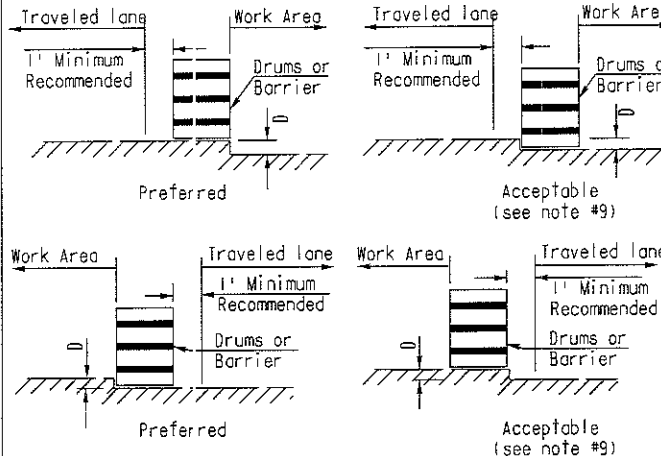 Traveled lane
Work Area
1' Minimum
Recommended
Drums or
Barrier
D
Preferred
Traveled lane
Work Are
1' Minimum
Recommended
Drums o
Barrier
D
Acceptable
(see note #9)
Work Area
Traveled lane
1' Minimum
Recommended
Drums or
Barrier
D
Preferred
Work Area
Traveled lane
1' Minimum
Recommended
Drums or
Barrier
D
Acceptable
(see note #9)